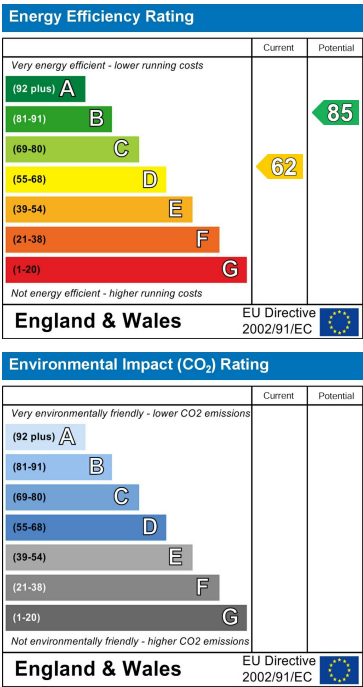 Energy Efficiency Rating
Current Potential
Very energy efficient - lower running costs
(92 plus) A
(81-91) B
(69-80) C
(55-68) D
(39-54) E
(21-38) F
(1-20) G
62
85
Not energy efficient - higher running costs
England & Wales
EU Directive
2002/91/EC
Environmental Impact (CO₂) Rating
Current Potential
Very environmentally friendly - lower CO2 emissions
(92 plus) A
(81-91) B
(69-80) C
(55-68) D
(39-54) E
(21-38) F
(1-20) G
Not environmentally friendly - higher CO2 emissions
England & Wales
EU Directive
2002/91/EC